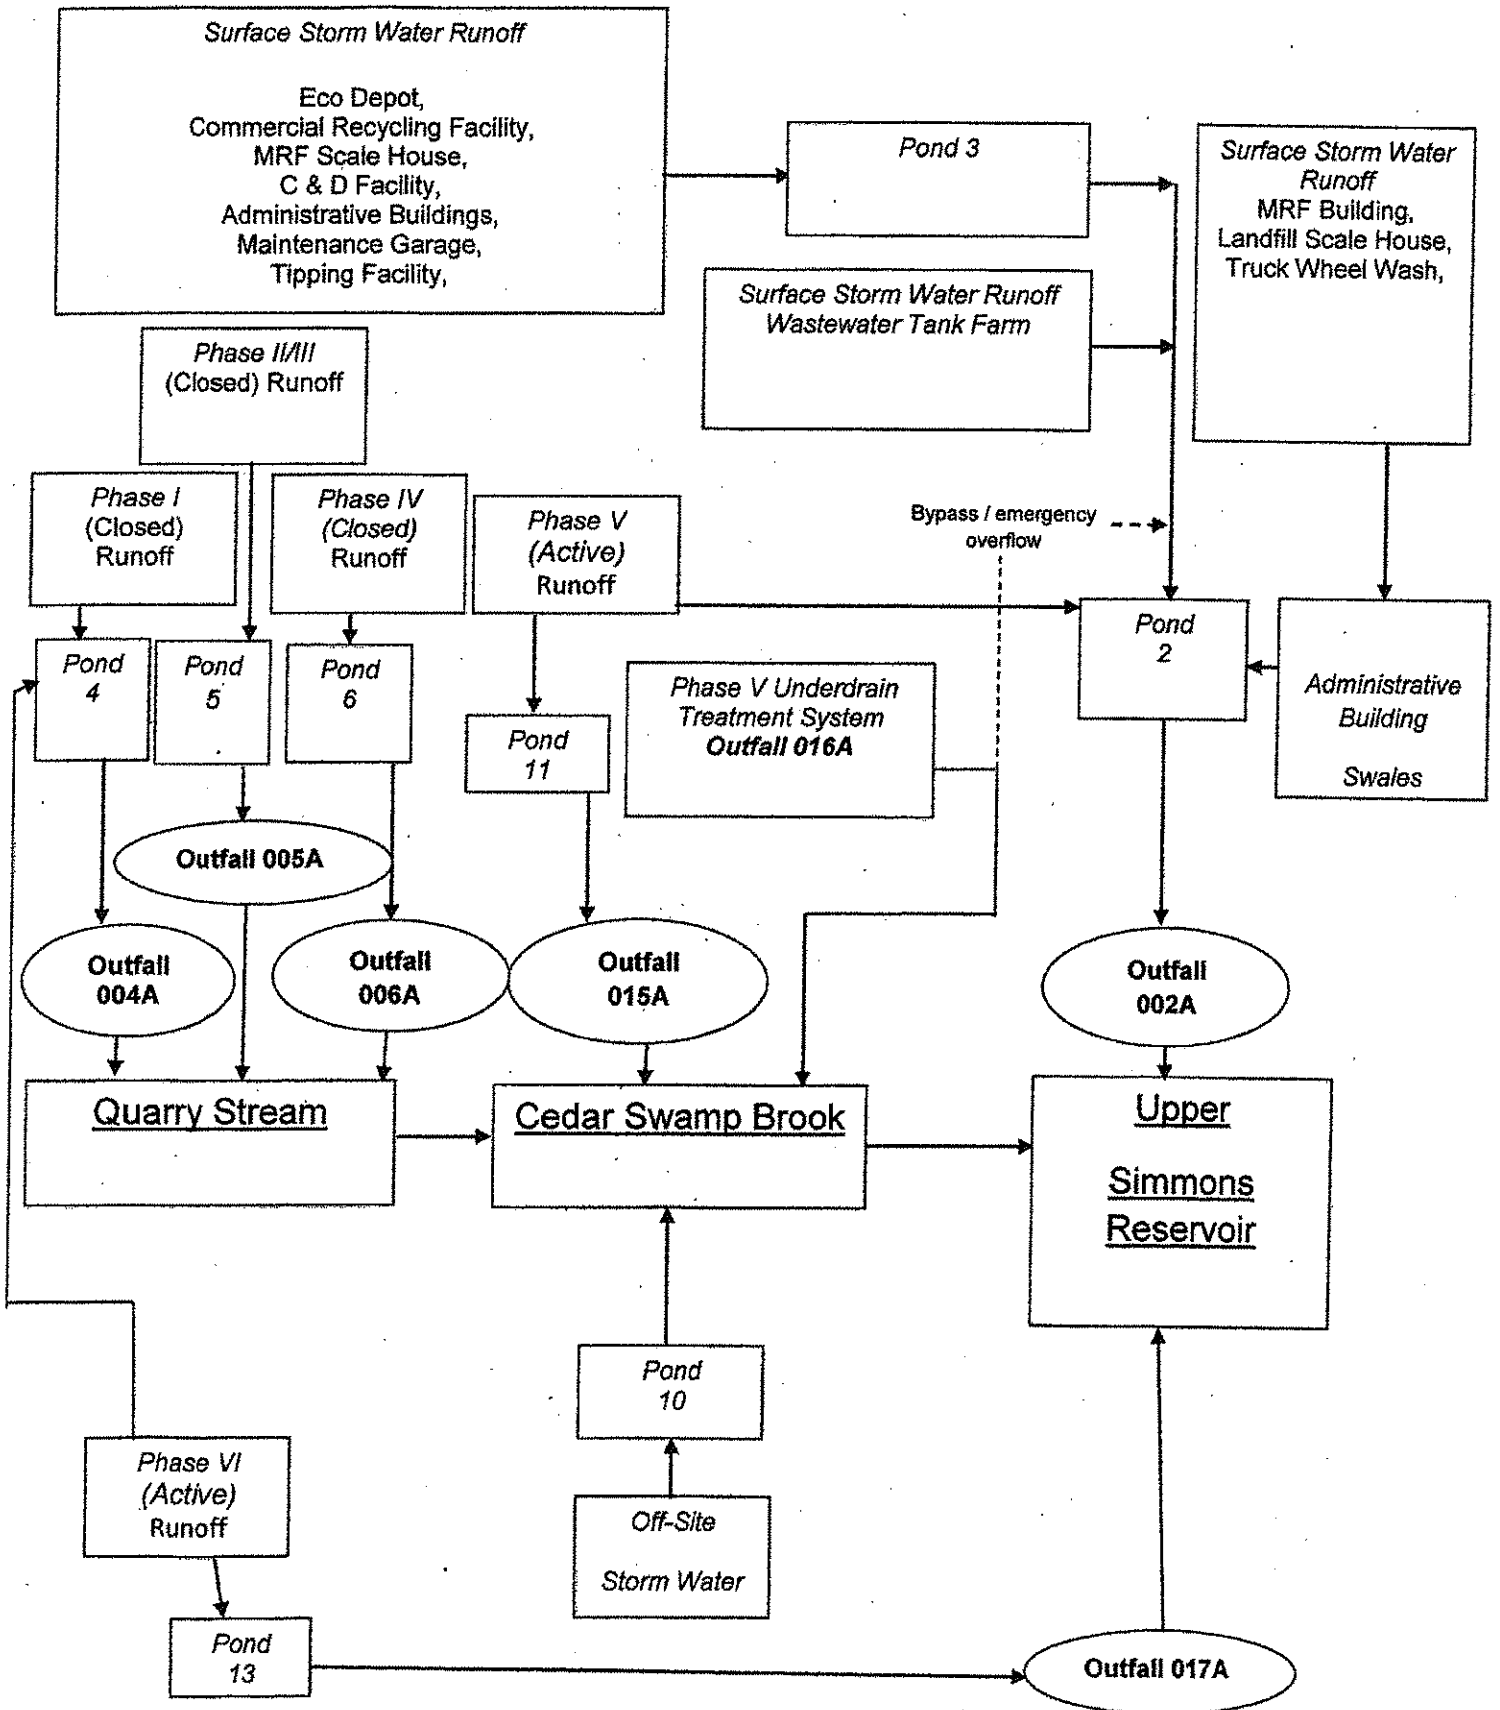 Surface Storm Water Runoff
Eco Depot,
Commercial Recycling Facility,
MRF Scale House,
C & D Facility,
Administrative Buildings,
Maintenance Garage,
Tipping Facility,
Pond 3
Surface Storm Water
Runoff
MRF Building,
Landfill Scale House,
Truck Wheel Wash,
Surface Storm Water Runoff
Wastewater Tank Farm
Phase II/III
(Closed) Runoff
Phase I
(Closed)
Runoff
Phase IV
(Closed)
Runoff
Phase V
(Active)
Runoff
Bypass / emergency
overflow
Pond
4
Pond
5
Pond
6
Pond
11
Phase V Underdrain
Treatment System
Outfall 016A
Pond
2
Administrative
Building
Swales
Outfall 005A
Outfall
004A
Outfall
006A
Outfall
015A
Outfall
002A
Quarry Stream
Cedar Swamp Brook
Upper
Simmons
Reservoir
Pond
10
Phase VI
(Active)
Runoff
Off-Site
Storm Water
Pond
13
Outfall 017A